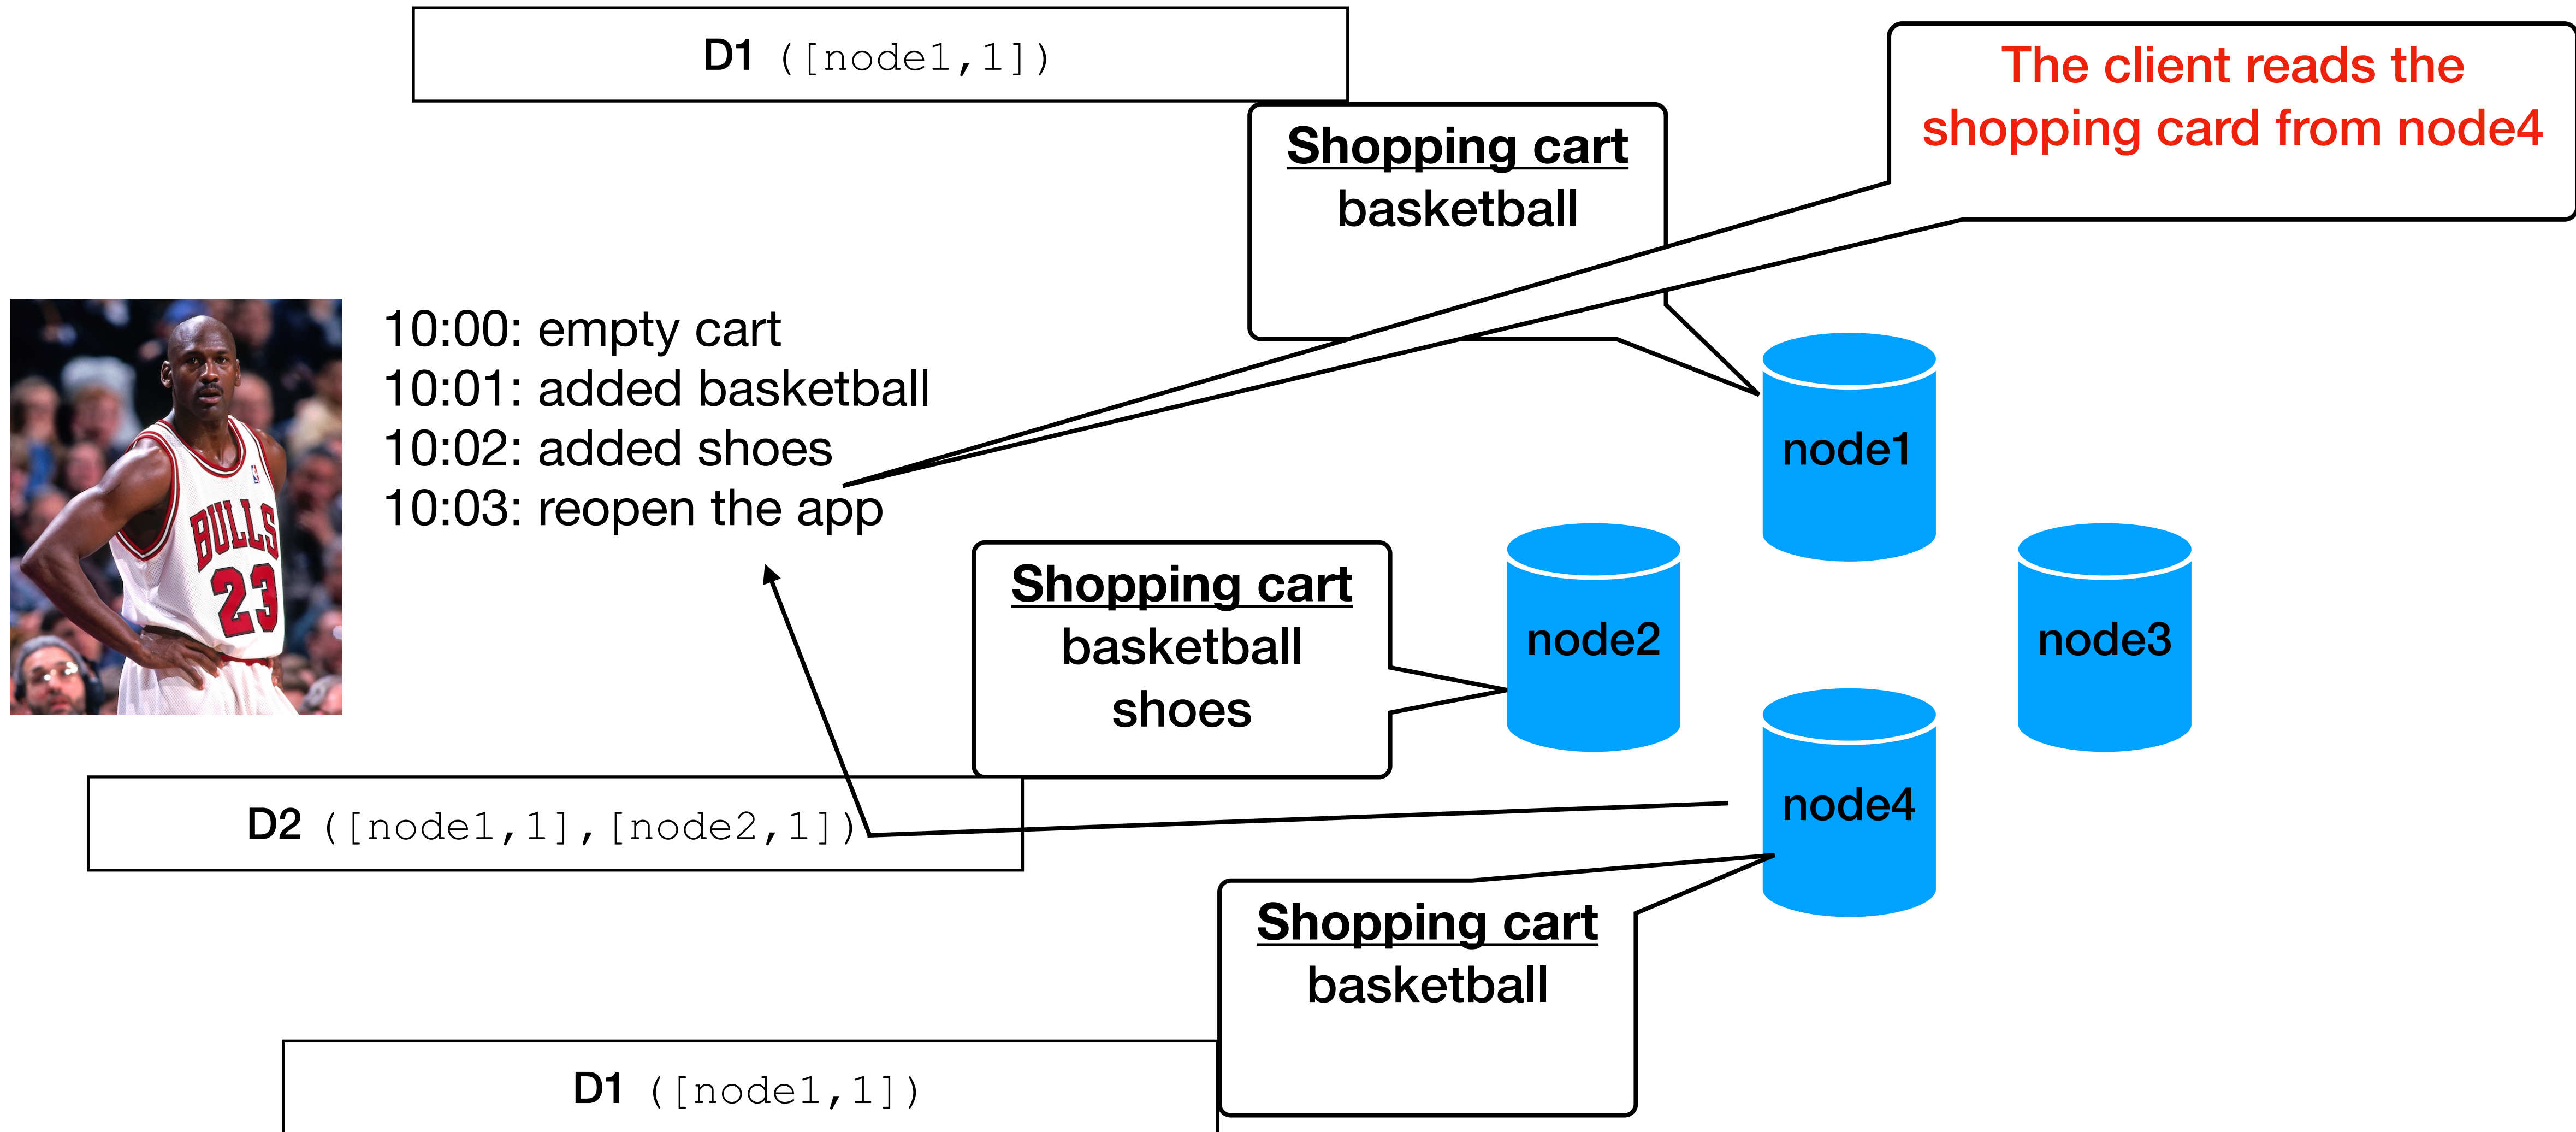 D1 ([node1,1])
The client reads the
shopping card from node4
Shopping cart
basketball
10:00: empty cart
10:01: added basketball
10:02: added shoes
10:03: reopen the app
BULLS
23
node1
node2
node3
node4
Shopping cart
basketball
shoes
D2 ([node1,1],[node2,1])
Shopping cart
basketball
D1 ([node1,1])